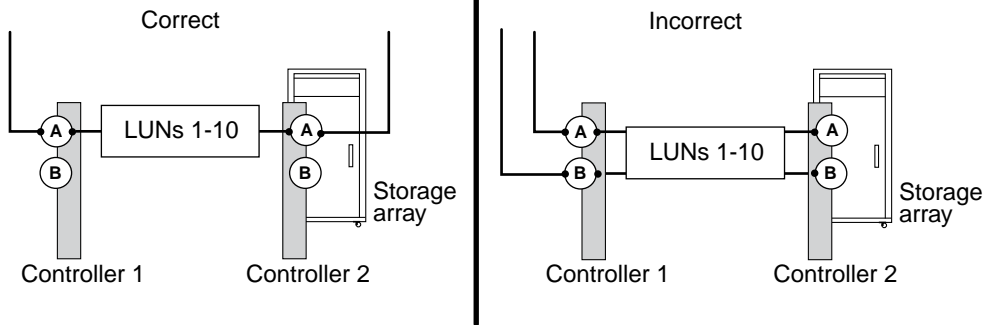 Correct
A
LUNs 1-10
A
B
B
Storage
array
Controller 1
Controller 2
Incorrect
A
LUNs 1-10
A
B
B
Storage
array
Controller 1
Controller 2